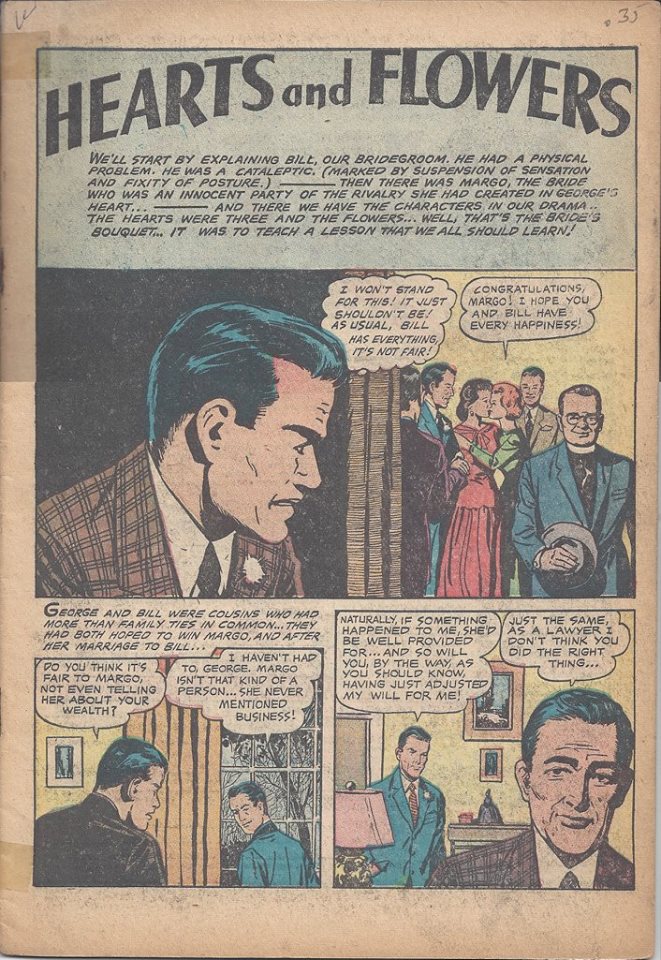 .35
HEARTS and FLOWERS
WE'LL START BY EXPLAINING BILL, OUR BRIDEGROOM. HE HAD A PHYSICAL
PROBLEM. HE WAS A CATALEPTIC. (MARKED BY SUSPENSION OF SENSATION
AND FIXITY OF POSTURE.) ——— THEN THERE WAS MARGO, THE BRIDE
WHO WAS AN INNOCENT PARTY OF THE RIVALRY SHE HAD CREATED IN GEORGE'S
HEART... ——— AND THERE WE HAVE THE CHARACTERS IN OUR DRAMA..
THE HEARTS WERE THREE AND THE FLOWERS... WELL, THAT'S THE BRIDE'S
BOUQUET... IT WAS TO TEACH A LESSON THAT WE ALL SHOULD LEARN!
I WON'T STAND
FOR THIS! IT JUST
SHOULDN'T BE!
AS USUAL, BILL
HAS EVERYTHING,
IT'S NOT FAIR!
CONGRATULATIONS,
MARGO! I HOPE YOU
AND BILL HAVE
EVERY HAPPINESS!
GEORGE AND BILL WERE COUSINS WHO HAD
MORE THAN FAMILY TIES IN COMMON...THEY
HAD BOTH HOPED TO WIN MARGO, AND AFTER
HER MARRIAGE TO BILL...
DO YOU THINK IT'S
FAIR TO MARGO,
NOT EVEN TELLING
HER ABOUT YOUR
WEALTH?
I HAVEN'T HAD
TO, GEORGE. MARGO
ISN'T THAT KIND OF A
PERSON...SHE NEVER
MENTIONED
BUSINESS!
NATURALLY, IF SOMETHING
HAPPENED TO ME, SHE'D
BE WELL PROVIDED
FOR...AND SO WILL
YOU, BY THE WAY, AS
YOU SHOULD KNOW,
HAVING JUST ADJUSTED
MY WILL FOR ME!
JUST THE SAME,
AS A LAWYER I
DON'T THINK YOU
DID THE RIGHT
THING...